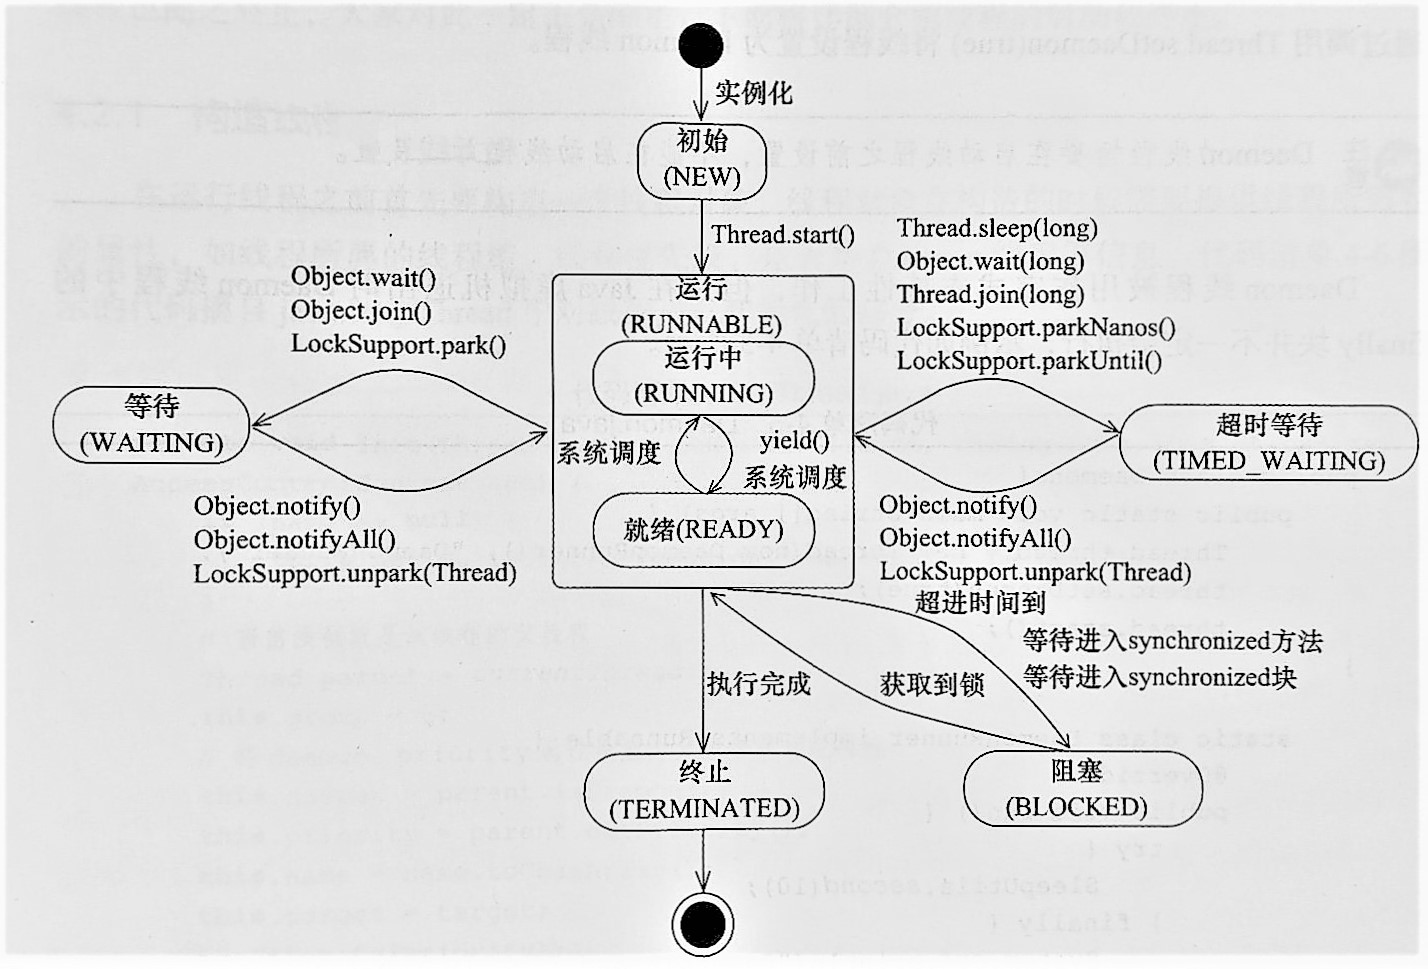 实例化
初始
(NEW)
Thread.start()
Object.wait()
Object.join()
LockSupport.park()
Thread.sleep(long)
Object.wait(long)
Thread.join(long)
LockSupport.parkNanos()
LockSupport.parkUntil()
运行
(RUNNABLE)
运行中
(RUNNING)
等待
(WAITING)
系统调度
yield()
系统调度
超时等待
(TIMED_WAITING)
就绪(READY)
Object.notify()
Object.notifyAll()
LockSupport.unpark(Thread)
Object.notify()
Object.notifyAll()
LockSupport.unpark(Thread)
超进时间到
等待进入synchronized方法
等待进入synchronized块
执行完成
获取到锁
终止
(TERMINATED)
阻塞
(BLOCKED)